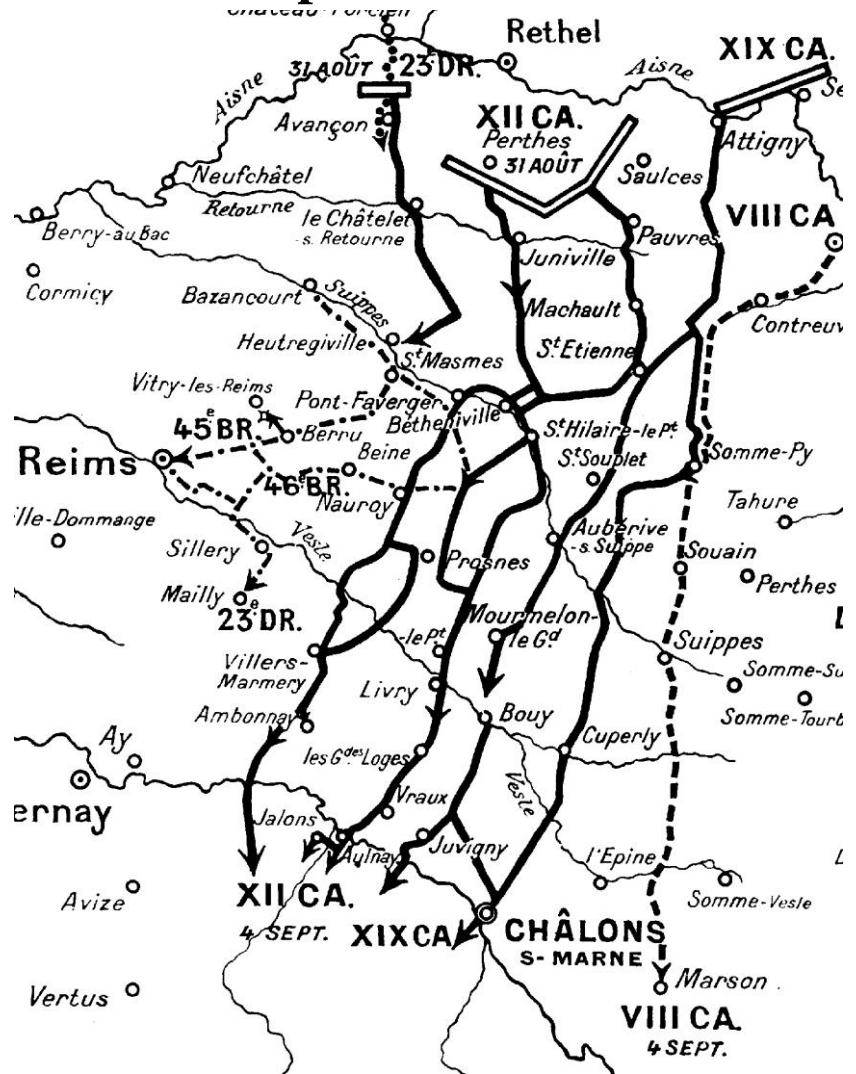 Rethel
XIX CA.
31 AOÛT
23e DR.
Aisne
Aisne
Avançon
XII CA.
Perthes
31 AOÛT
Attigny
Saulces
Neufchâtel
Retourne
le Châtelet
-s. Retourne
VIII CA
Berry-au Bac
Pauvres
Juniville
Cormicy
Bazancourt
Suippes
Machault
Heutregiville
St Masmes
St Etienne
Vitry-les-Reims
Pont-Faverger
Bétheniville
45e BR.
Berru
St Hilaire-le Pt.
Reims
Beine
St Souplet
Somme-Py
46e BR.
Nauroy
Tahure
Vesle
Aubérive
-s. Suippe
Sillery
Prosnes
Souain
Mailly
Perthes
23e DR.
Mourmelon-
le Gd
-le Pt.
Suippes
Villers-
Marmery
Livry
Ambonnay
Bouy
Cuperly
Ay
les Gdes Loges
Vesle
Vraux
Jalons
Juvigny
Aulnay
l'Epine
XII CA.
4 SEPT.
Somme-Vesle
Avize
XIX CA
CHÂLONS
S-MARNE
Vertus
Marson
VIII CA.
4 SEPT.